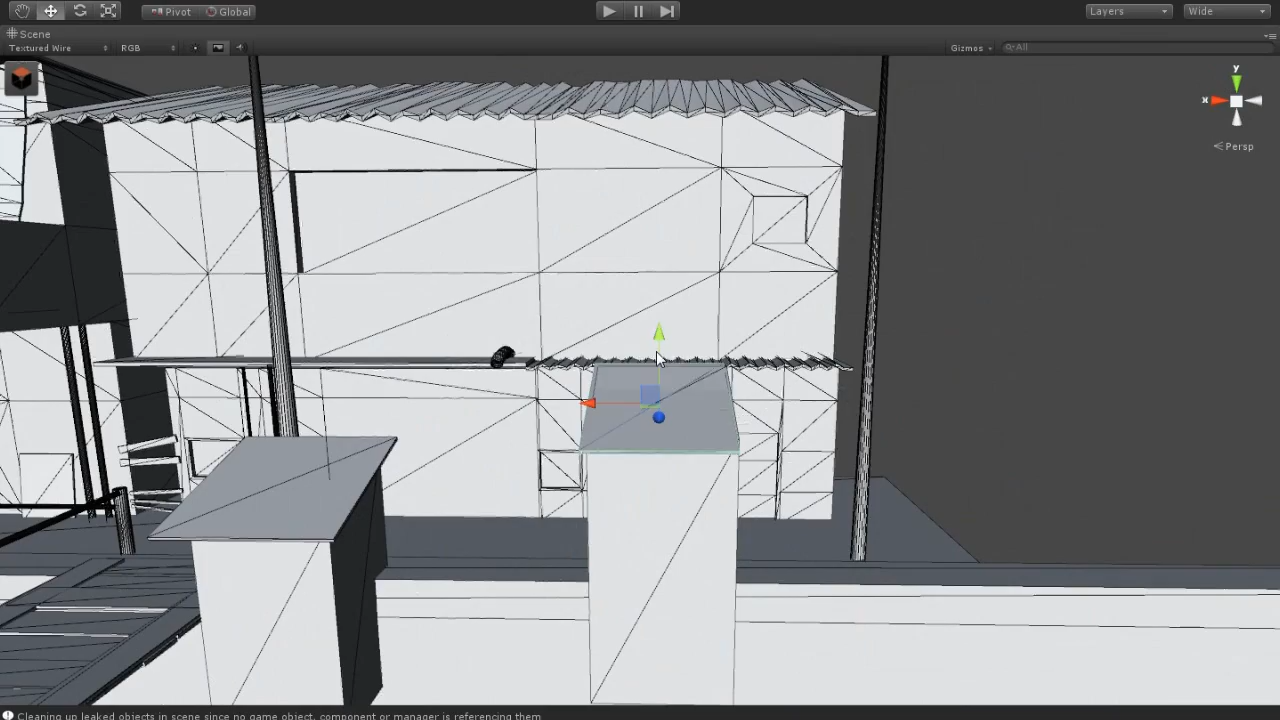 Pivot Global Layers Wide
Scene
Textured Wire RGB Gizmos All
y
x
Persp
Cleaning up leaked objects in scene since no game object, component or manager is referencing them